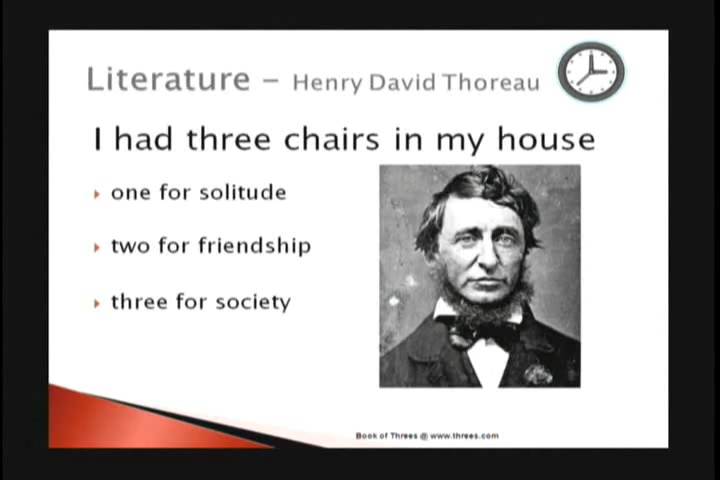 Literature – Henry David Thoreau
I had three chairs in my house
one for solitude
two for friendship
three for society
Book of Threes @ www.threes.com